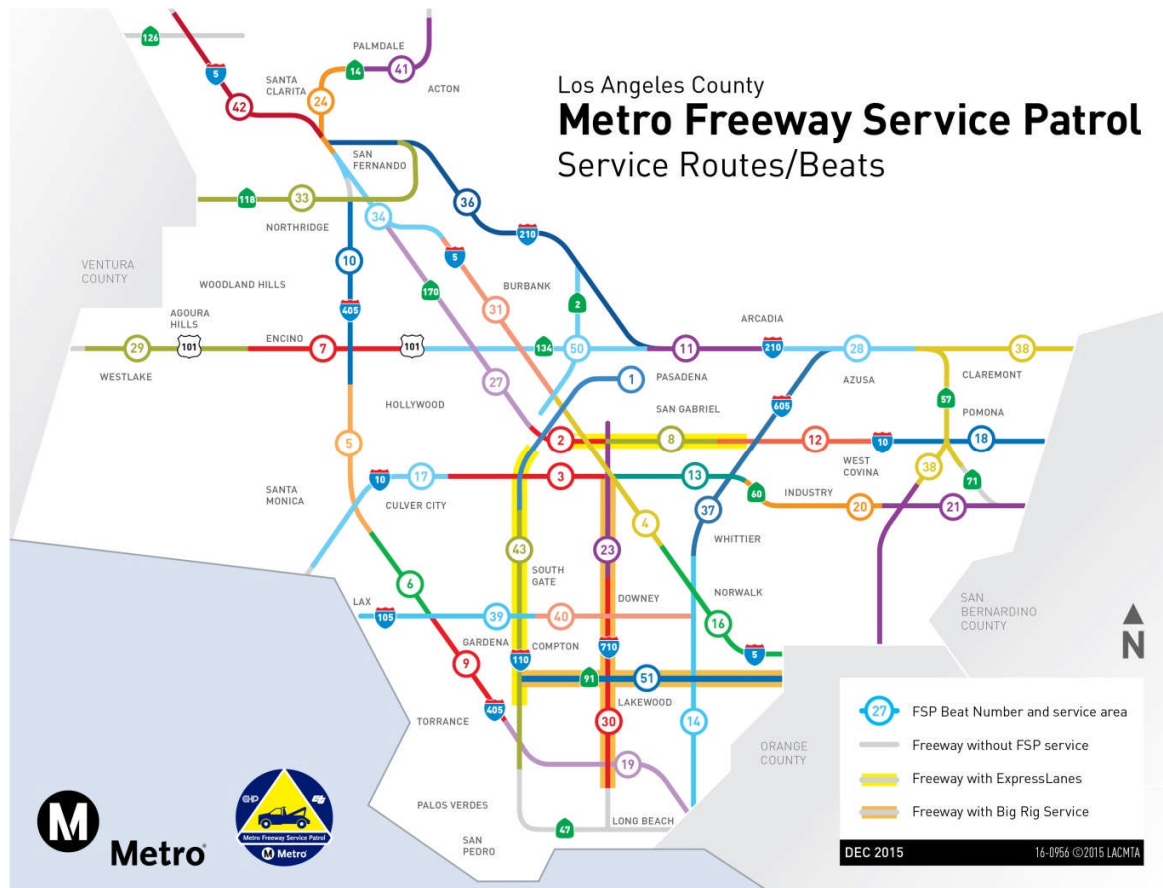 Los Angeles County
Metro Freeway Service Patrol
Service Routes/Beats
126
5
42
SANTA
CLARITA
24
PALMDALE
14
41
ACTON
SAN
FERNANDO
118
33
NORTHRIDGE
34
36
210
10
5
VENTURA
COUNTY
WOODLAND HILLS
170
BURBANK
31
2
405
AGOURA
HILLS
29
101
WESTLAKE
ENCINO
7
101
134
50
11
ARCADIA
210
28
38
PASADENA
AZUSA
CLAREMONT
1
27
HOLLYWOOD
605
57
SAN GABRIEL
POMONA
5
2
8
12
10
18
WEST
COVINA
38
10
17
3
13
SANTA
MONICA
CULVER CITY
60
INDUSTRY
71
20
21
37
4
WHITTIER
43
23
6
SOUTH
GATE
DOWNEY
NORWALK
SAN
BERNARDINO
COUNTY
LAX
105
39
40
16
GARDENA
COMPTON
110
710
5
9
91
51
LAKEWOOD
405
TORRANCE
30
14
ORANGE
COUNTY
19
PALOS VERDES
47
LONG BEACH
SAN
PEDRO
N
27
FSP Beat Number and service area
Freeway without FSP service
Freeway with ExpressLanes
Freeway with Big Rig Service
DEC 2015
16-0956 ©2015 LACMTA
M
Metro
CHP
Metro Freeway Service Patrol
M Metro